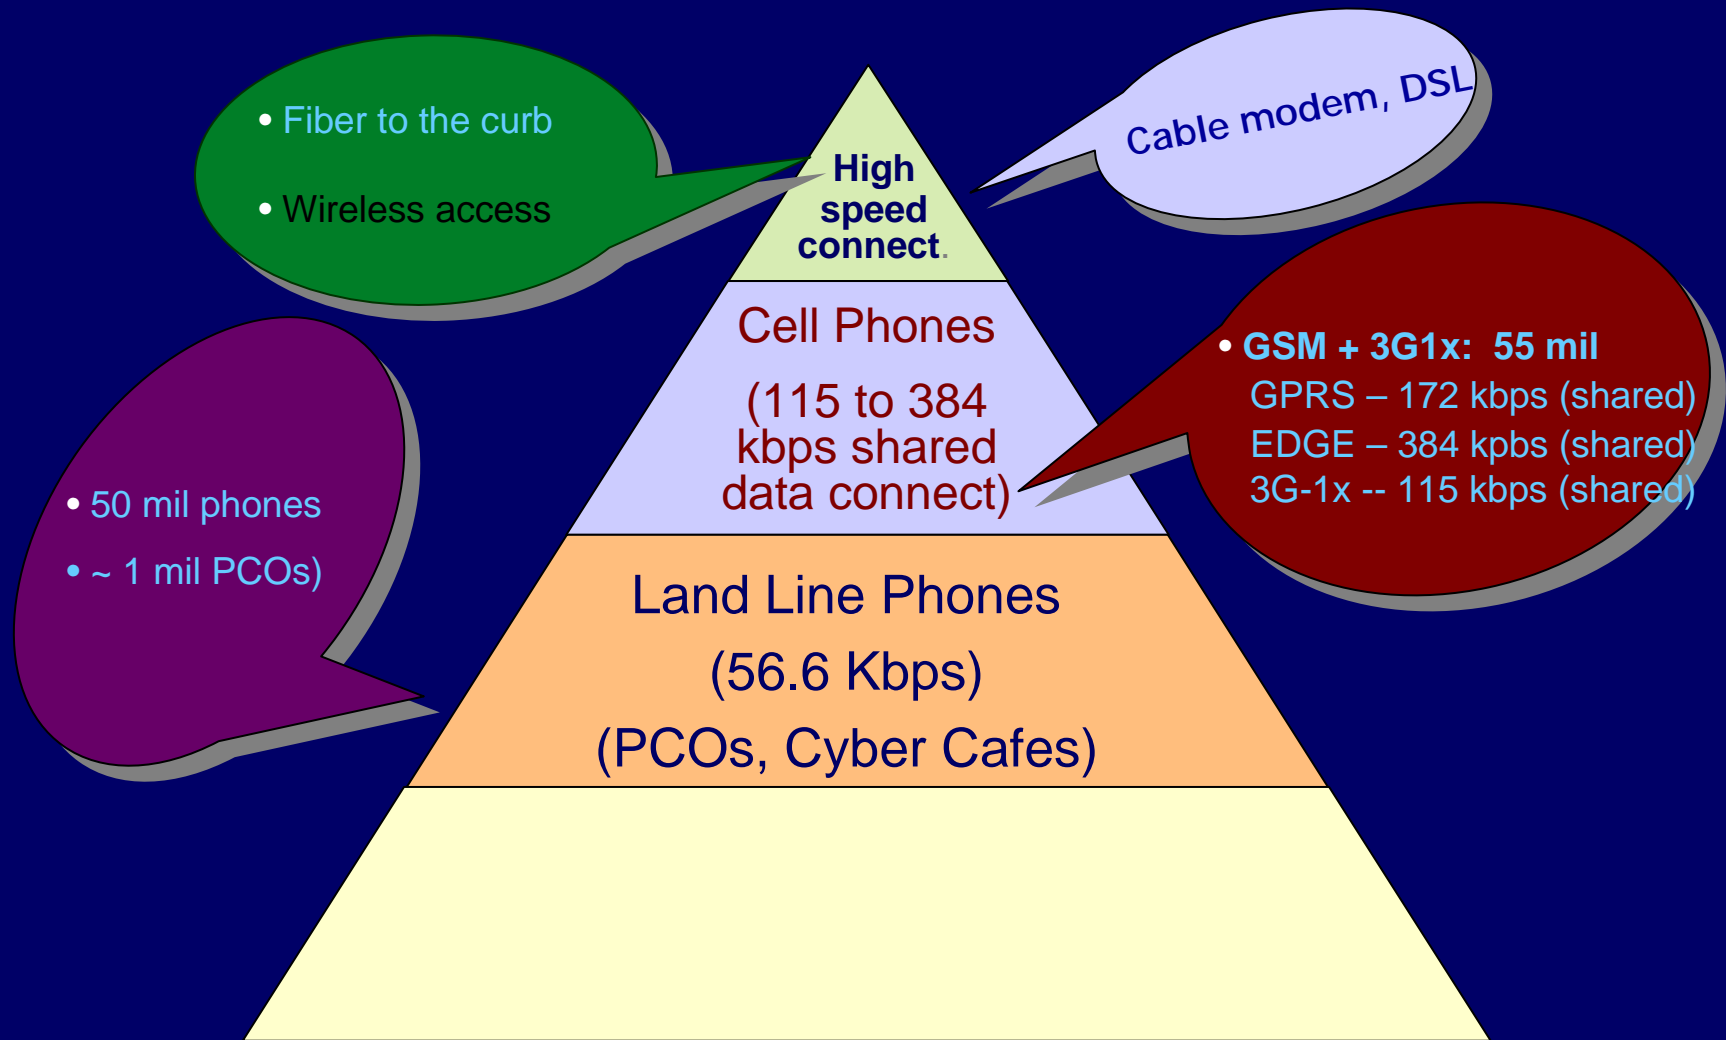 • Fiber to the curb
• Wireless access
Cable modem, DSL
High
speed
connect.
Cell Phones
(115 to 384
kbps shared
data connect)
• GSM + 3G1x:  55 mil
GPRS – 172 kbps (shared)
EDGE – 384 kpbs (shared)
3G-1x -- 115 kbps (shared)
• 50 mil phones
• ~ 1 mil PCOs)
Land Line Phones
(56.6 Kbps)
(PCOs, Cyber Cafes)